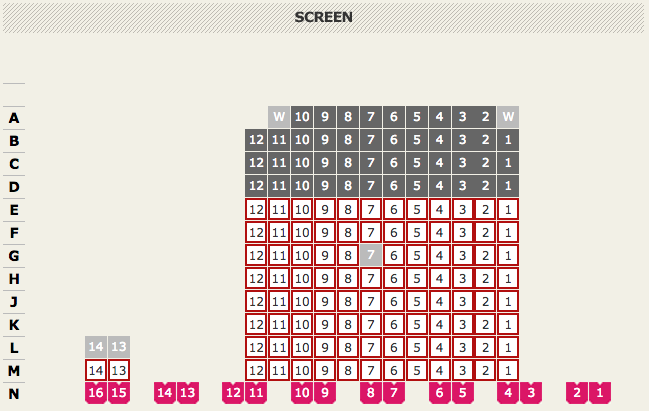 SCREEN
A W 10 9 8 7 6 5 4 3 2 W
B 12 11 10 9 8 7 6 5 4 3 2 1
C 12 11 10 9 8 7 6 5 4 3 2 1
D 12 11 10 9 8 7 6 5 4 3 2 1
E 12 11 10 9 8 7 6 5 4 3 2 1
F 12 11 10 9 8 7 6 5 4 3 2 1
G 12 11 10 9 8 7 6 5 4 3 2 1
H 12 11 10 9 8 7 6 5 4 3 2 1
J 12 11 10 9 8 7 6 5 4 3 2 1
K 12 11 10 9 8 7 6 5 4 3 2 1
L 14 13 12 11 10 9 8 7 6 5 4 3 2 1
M 14 13 12 11 10 9 8 7 6 5 4 3 2 1
N 16 15 14 13 12 11 10 9 8 7 6 5 4 3 2 1